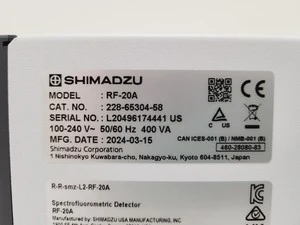 SHIMADZU
MODEL : RF-20A
CAT. NO. : 228-65304-58
SERIAL NO. : L20496174441 US
100-240 V~ 50/60 Hz 400 VA
MFG. DATE : 2024-03-15
CAN ICES-001 (B) / NMB-001 (B)
Shimadzu Corporation
460-28080-83
1 Nishinokyo Kuwabara-cho, Nakagyo-ku, Kyoto 604-8511, Japan
R-R-smz-L2-RF-20A
Spectrofluorometric Detector
RF-20A
Manufactured by: SHIMADZU USA MANUFACTURING, INC